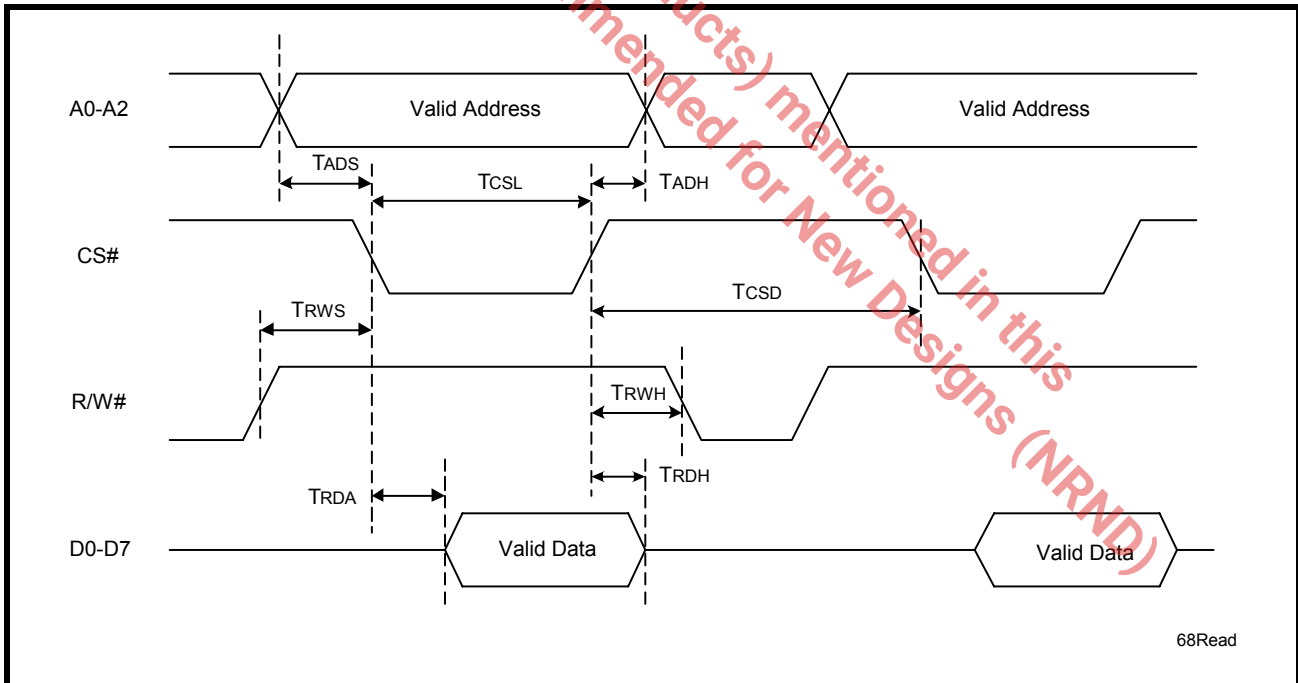 ucts) mentioned in this
mmended for New Designs (NRND)
A0-A2
Valid Address
Valid Address
TADS
TCSL
TADH
CS#
TCSD
TRWS
R/W#
TRWH
TRDH
TRDA
D0-D7
Valid Data
Valid Data
68Read